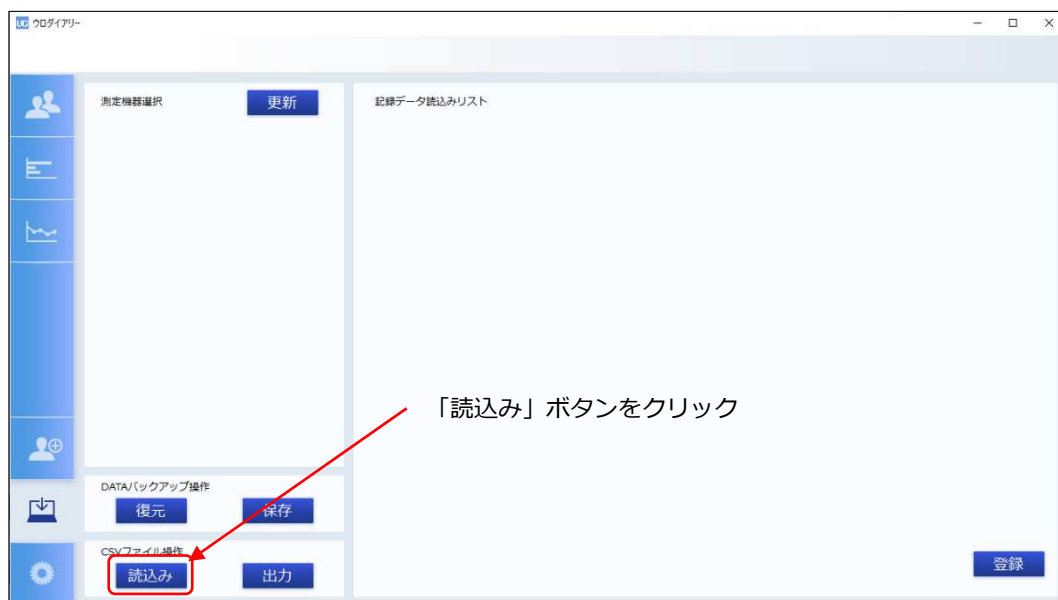 UD ウロダイアリー
測定機器選択
更新
記録データ読込みリスト
「読込み」ボタンをクリック
DATAバックアップ操作
復元
保存
CSVファイル操作
読込み
出力
登録